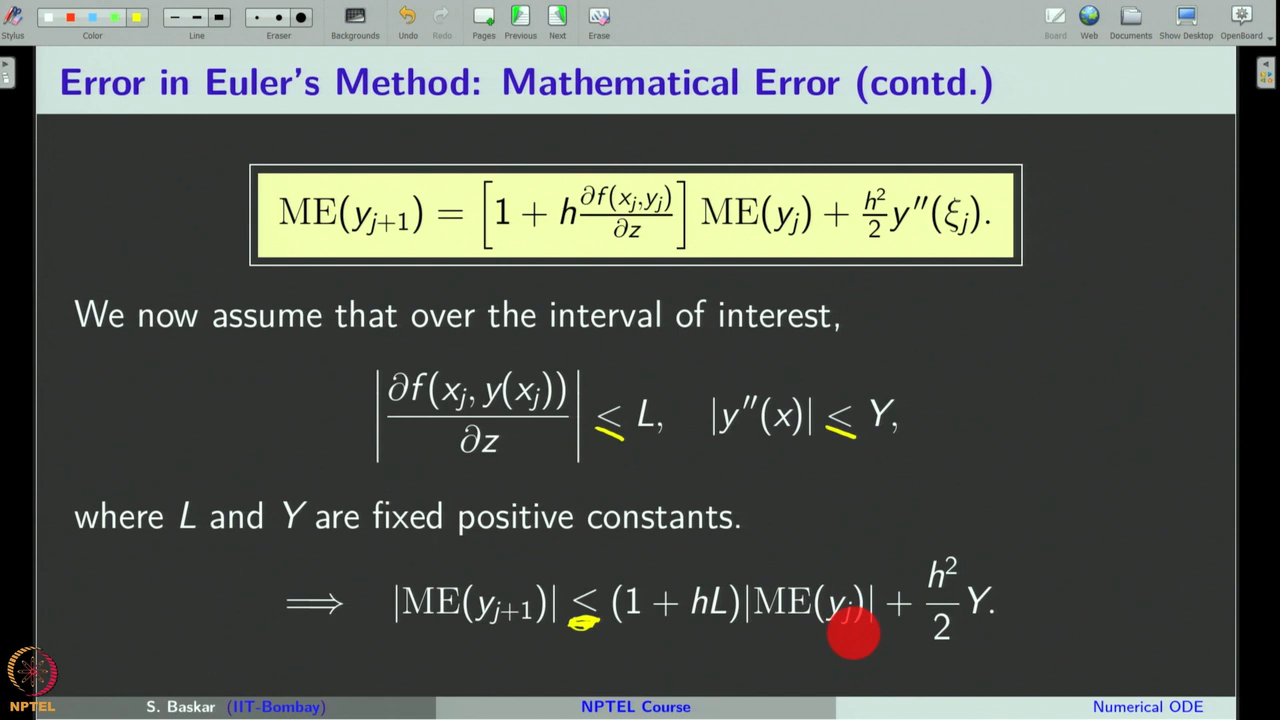 Stylus Color Line Eraser Backgrounds Undo Redo Pages Previous Next Erase Board Web Documents Show Desktop OpenBoard
Error in Euler's Method: Mathematical Error (contd.)
ME(y_{j+1}) = [1 + h ∂f(x_j, y_j)/∂z] ME(y_j) + h²/2 y″(ξ_j).
We now assume that over the interval of interest,
|∂f(x_j, y(x_j))/∂z| ≤ L, |y″(x)| ≤ Y,
where L and Y are fixed positive constants.
⟹ |ME(y_{j+1})| ≤ (1 + hL)|ME(y_j)| + h²/2 Y.
NPTEL
S. Baskar (IIT-Bombay) NPTEL Course Numerical ODE